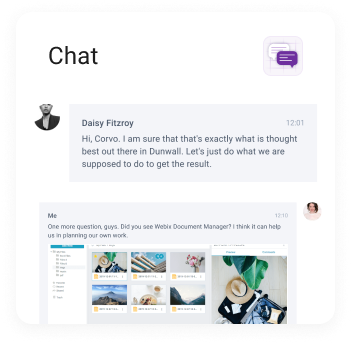 Chat
Daisy Fitzroy 12:01
Hi, Corvo. I am sure that that's exactly what is thought
best out there in Dunwall. Let's just do what we are
supposed to do to get the result.
Me 12:10
One more question, guys. Did you see Webix Document Manager? I think it can help
us in planning our own work.